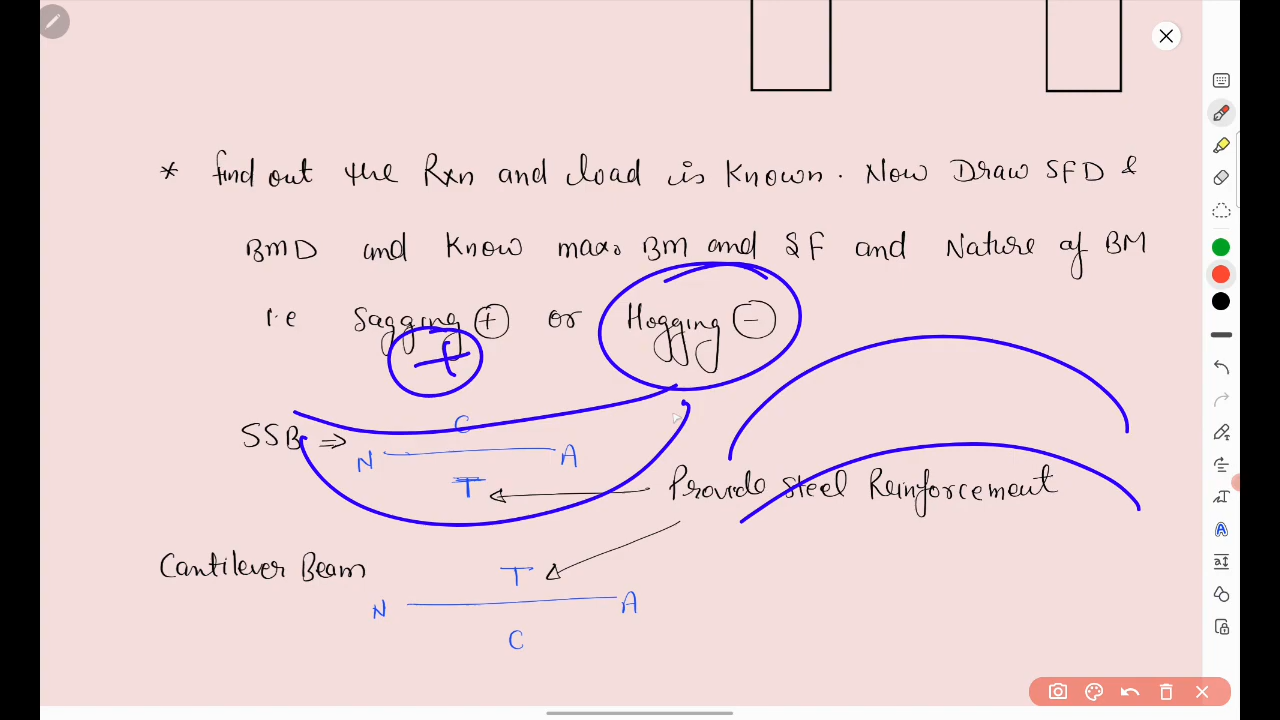 * find out the Rxn and load is known. Now Draw SFD &
BMD and know max. BM and SF and Nature of BM
i.e Sagging + or Hogging -
+
SSB ⇒
C
N A
T
Provide Steel Reinforcement
Cantilever Beam
T
N A
C